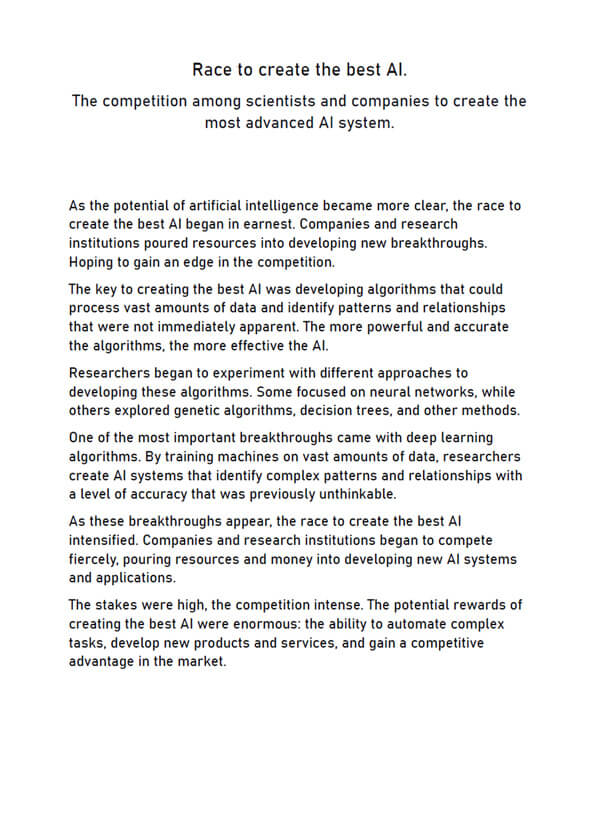 Race to create the best AI.
The competition among scientists and companies to create the
most advanced AI system.
As the potential of artificial intelligence became more clear, the race to
create the best AI began in earnest. Companies and research
institutions poured resources into developing new breakthroughs.
Hoping to gain an edge in the competition.
The key to creating the best AI was developing algorithms that could
process vast amounts of data and identify patterns and relationships
that were not immediately apparent. The more powerful and accurate
the algorithms, the more effective the AI.
Researchers began to experiment with different approaches to
developing these algorithms. Some focused on neural networks, while
others explored genetic algorithms, decision trees, and other methods.
One of the most important breakthroughs came with deep learning
algorithms. By training machines on vast amounts of data, researchers
create AI systems that identify complex patterns and relationships with
a level of accuracy that was previously unthinkable.
As these breakthroughs appear, the race to create the best AI
intensified. Companies and research institutions began to compete
fiercely, pouring resources and money into developing new AI systems
and applications.
The stakes were high, the competition intense. The potential rewards of
creating the best AI were enormous: the ability to automate complex
tasks, develop new products and services, and gain a competitive
advantage in the market.